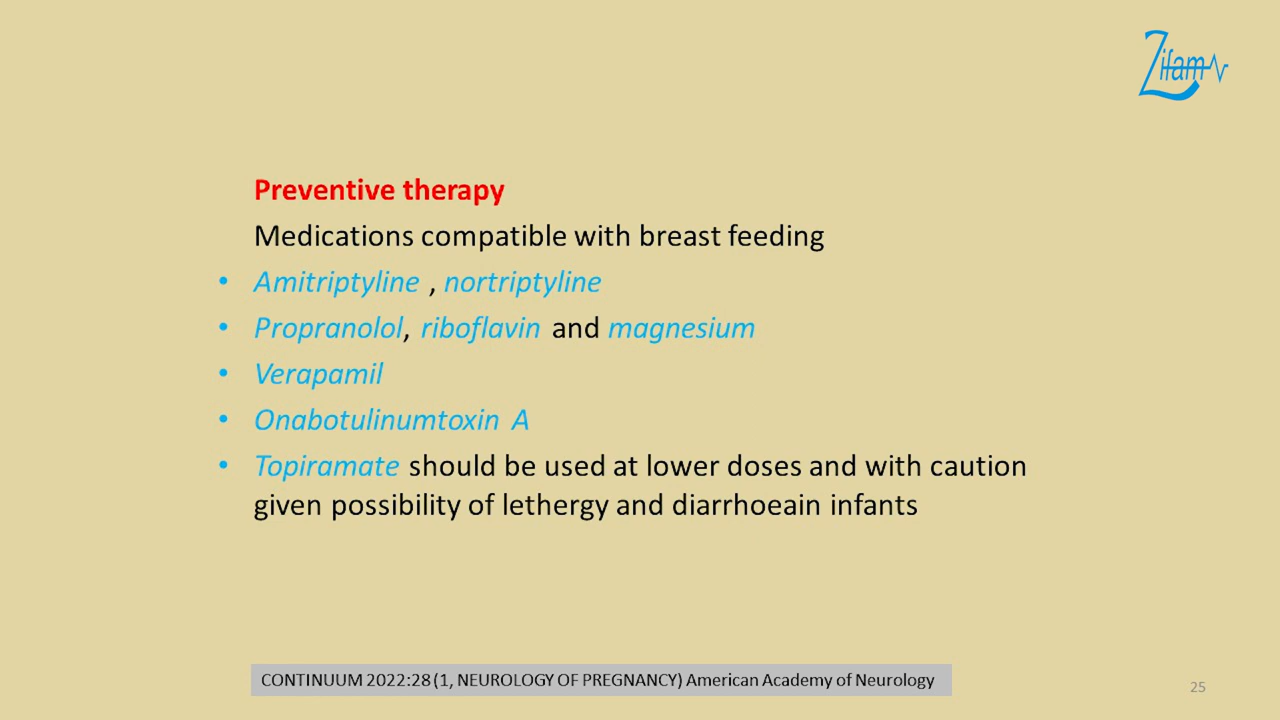 Zifam
Preventive therapy
Medications compatible with breast feeding
• Amitriptyline , nortriptyline
• Propranolol, riboflavin and magnesium
• Verapamil
• Onabotulinumtoxin A
• Topiramate should be used at lower doses and with caution
given possibility of lethergy and diarrhoeain infants
CONTINUUM 2022:28 (1, NEUROLOGY OF PREGNANCY) American Academy of Neurology
25